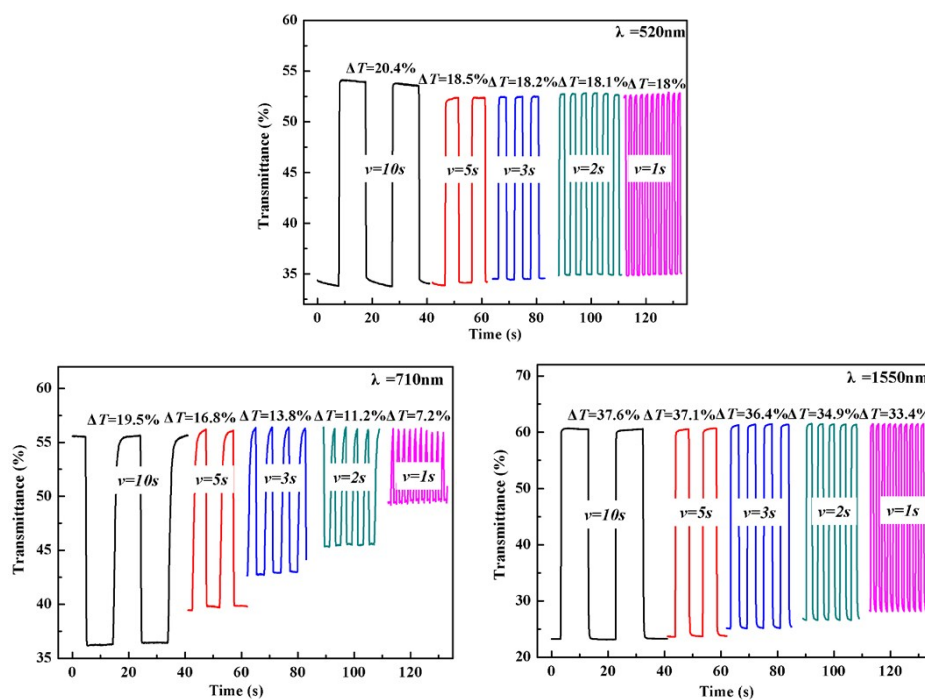 λ =520nm
60
55
50
45
40
35
Transmittance (%)
ΔT=20.4%
ΔT=18.5%
ΔT=18.2%
ΔT=18.1%
ΔT=18%
v=10s
v=5s
v=3s
v=2s
v=1s
0 20 40 60 80 100 120
Time (s)
λ =710nm
60
55
50
45
40
35
Transmittance (%)
ΔT=19.5%
ΔT=16.8%
ΔT=13.8%
ΔT=11.2%
ΔT=7.2%
v=10s
v=5s
v=3s
v=2s
v=1s
0 20 40 60 80 100 120
Time (s)
λ =1550nm
70
60
50
40
30
20
Transmittance (%)
ΔT=37.6%
ΔT=37.1%
ΔT=36.4%
ΔT=34.9%
ΔT=33.4%
v=10s
v=5s
v=3s
v=2s
v=1s
0 20 40 60 80 100 120
Time (s)